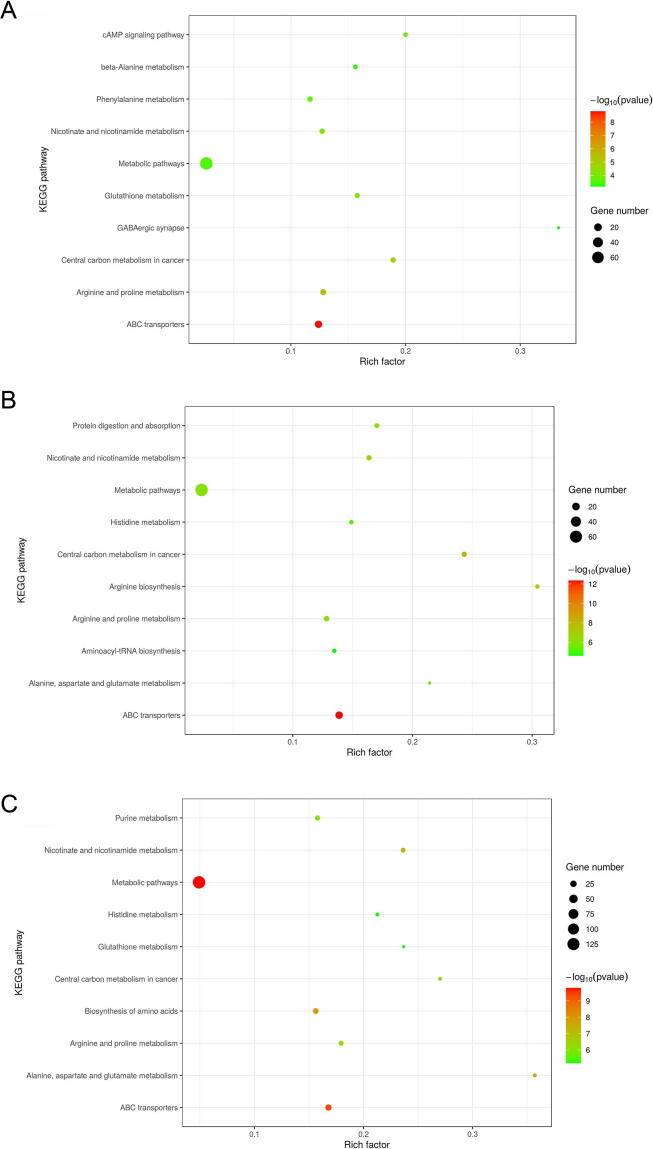 A
cAMP signaling pathway
beta-Alanine metabolism
Phenylalanine metabolism
Nicotinate and nicotinamide metabolism
Metabolic pathways
Glutathione metabolism
GABAergic synapse
Central carbon metabolism in cancer
Arginine and proline metabolism
ABC transporters
KEGG pathway
0.1 0.2 0.3
Rich factor
−log10(pvalue)
8
7
6
5
4
Gene number
20
40
60
B
Protein digestion and absorption
Nicotinate and nicotinamide metabolism
Metabolic pathways
Histidine metabolism
Central carbon metabolism in cancer
Arginine biosynthesis
Arginine and proline metabolism
Aminoacyl-tRNA biosynthesis
Alanine, aspartate and glutamate metabolism
ABC transporters
KEGG pathway
0.1 0.2 0.3
Rich factor
Gene number
20
40
60
−log10(pvalue)
12
10
8
6
C
Purine metabolism
Nicotinate and nicotinamide metabolism
Metabolic pathways
Histidine metabolism
Glutathione metabolism
Central carbon metabolism in cancer
Biosynthesis of amino acids
Arginine and proline metabolism
Alanine, aspartate and glutamate metabolism
ABC transporters
KEGG pathway
0.1 0.2 0.3
Rich factor
Gene number
25
50
75
100
125
−log10(pvalue)
9
8
7
6